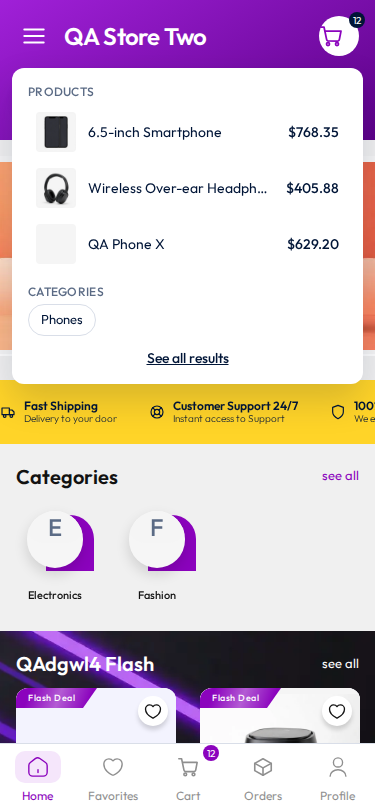 QA Store Two
12
PRODUCTS
6.5-inch Smartphone $768.35
Wireless Over-ear Headph... $405.88
QA Phone X $629.20
CATEGORIES
Phones
See all results
Fast Shipping
Delivery to your door
Customer Support 24/7
Instant access to Support
100
We e
Categories see all
E
F
Electronics
Fashion
QAdgwl4 Flash see all
Flash Deal
Flash Deal
12
Home Favorites Cart Orders Profile